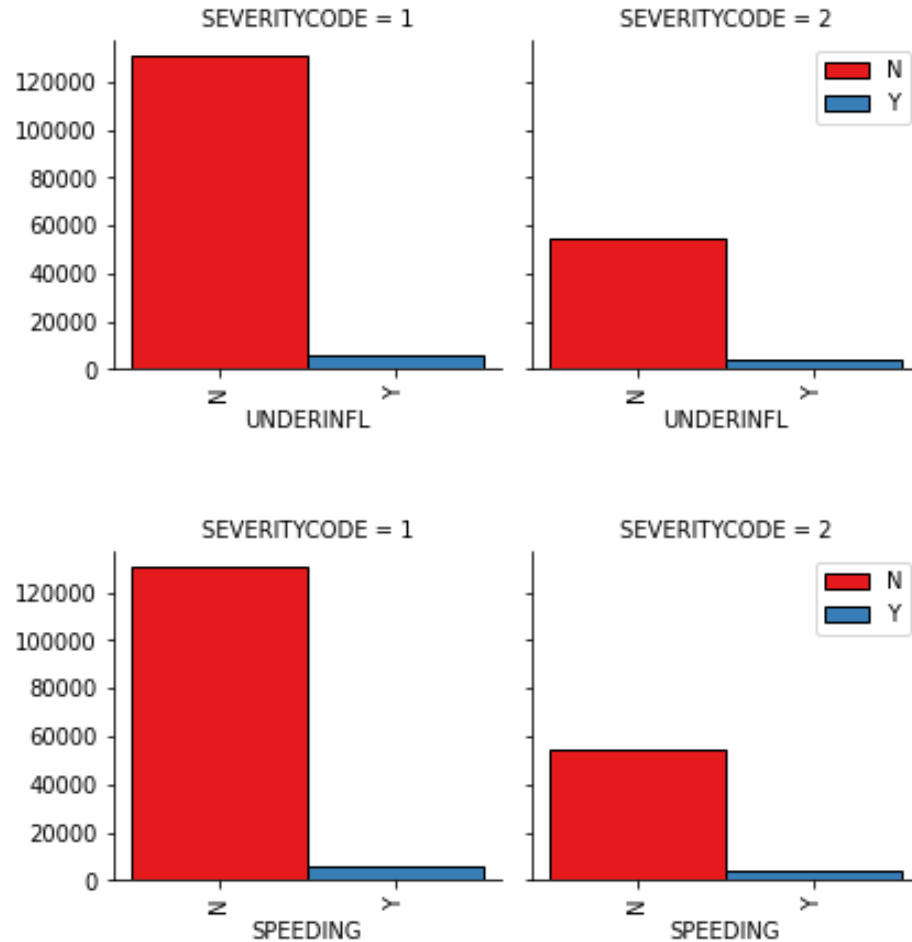 SEVERITYCODE = 1
SEVERITYCODE = 2
N
Y
120000
100000
80000
60000
40000
20000
0
N
Y
N
Y
UNDERINFL
UNDERINFL
SEVERITYCODE = 1
SEVERITYCODE = 2
N
Y
120000
100000
80000
60000
40000
20000
0
N
Y
N
Y
SPEEDING
SPEEDING